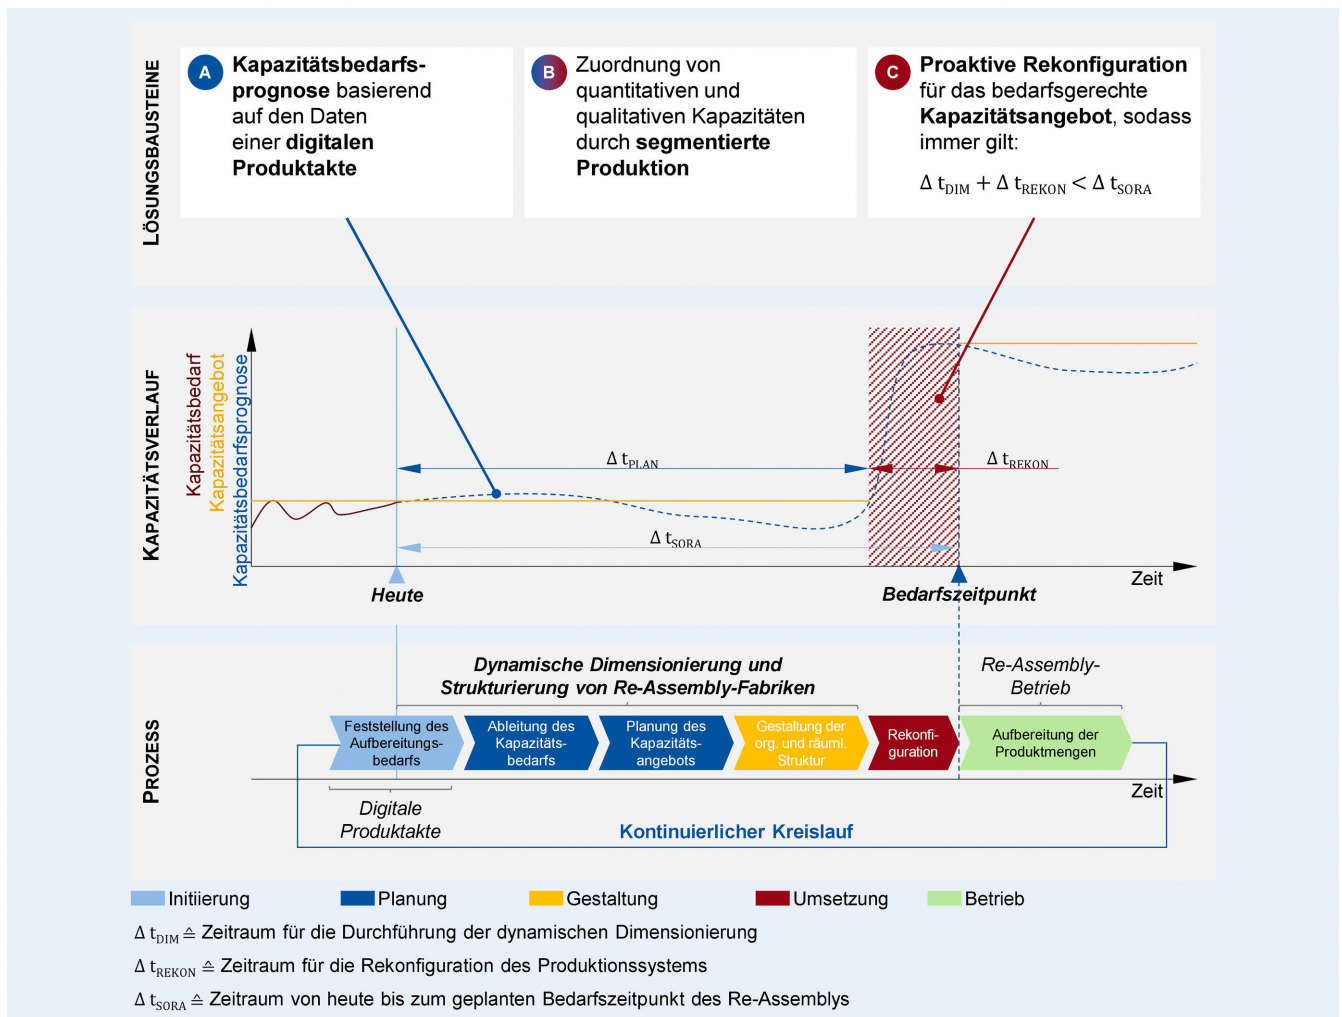 LÖSUNGSBAUSTEINE
A
Kapazitätsbedarfs-
prognose basierend
auf den Daten
einer digitalen
Produktakte
B
Zuordnung von
quantitativen und
qualitativen Kapazitäten
durch segmentierte
Produktion
C
Proaktive Rekonfiguration
für das bedarfsgerechte
Kapazitätsangebot, sodass
immer gilt:
Δ tDIM + Δ tREKON < Δ tSORA
KAPAZITÄTSVERLAUF
Kapazitätsbedarf
Kapazitätsangebot
Kapazitätsbedarfsprognose
Δ tPLAN
Δ tREKON
Δ tSORA
Zeit
Heute
Bedarfszeitpunkt
PROZESS
Dynamische Dimensionierung und
Strukturierung von Re-Assembly-Fabriken
Re-Assembly-
Betrieb
Feststellung des
Aufbereitungs-
bedarfs
Ableitung des
Kapazitäts-
bedarfs
Planung des
Kapazitäts-
angebots
Gestaltung der
org. und räuml.
Struktur
Rekonfi-
guration
Aufbereitung der
Produktmengen
Zeit
Digitale
Produktakte
Kontinuierlicher Kreislauf
Initiierung
Planung
Gestaltung
Umsetzung
Betrieb
Δ tDIM ≙ Zeitraum für die Durchführung der dynamischen Dimensionierung
Δ tREKON ≙ Zeitraum für die Rekonfiguration des Produktionssystems
Δ tSORA ≙ Zeitraum von heute bis zum geplanten Bedarfszeitpunkt des Re-Assemblys